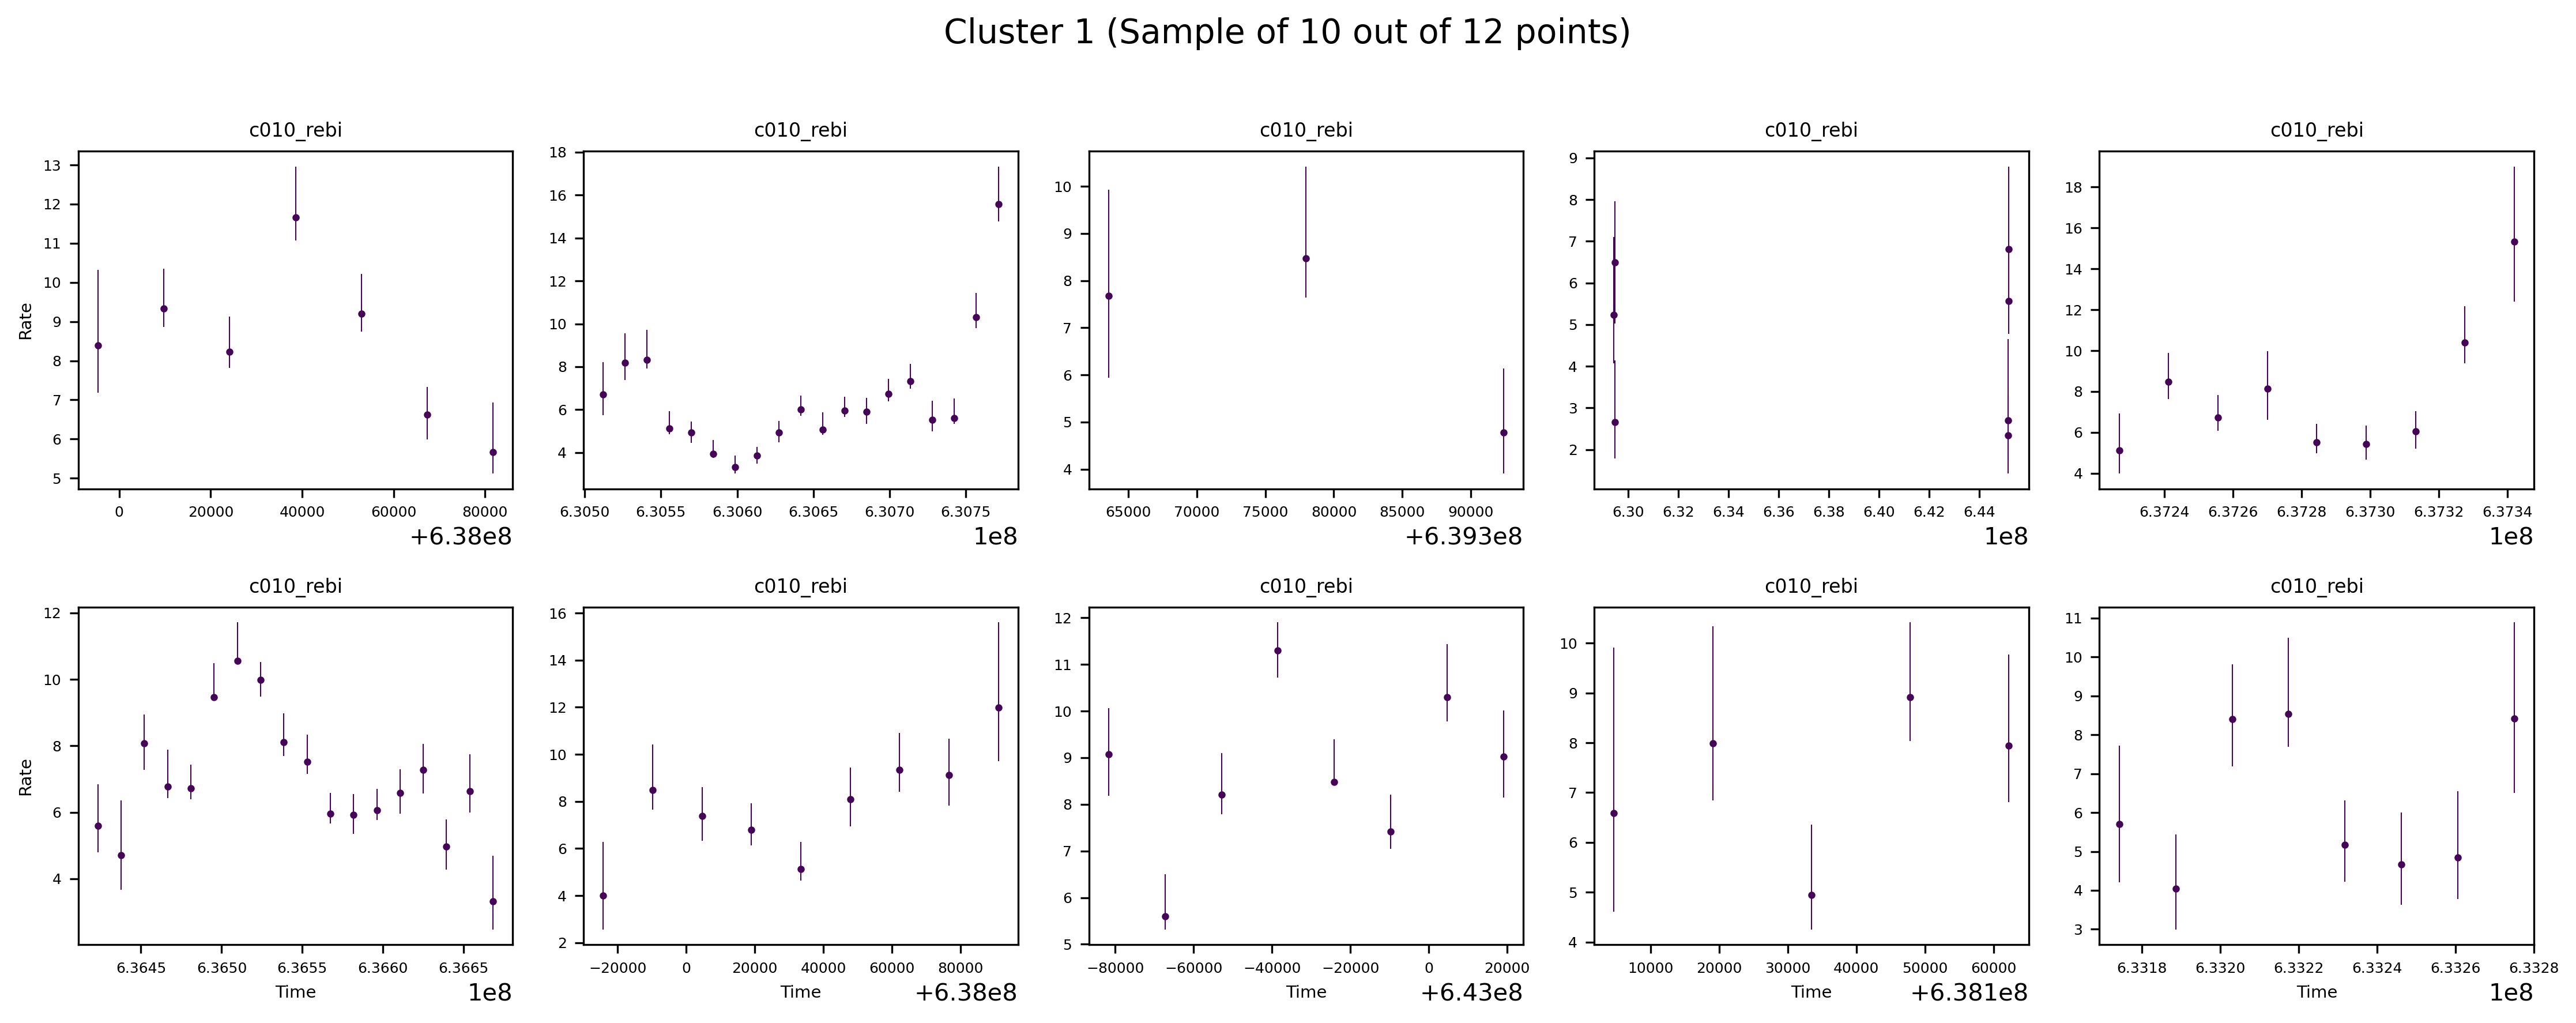 Cluster 1 (Sample of 10 out of 12 points)
c010_rebi c010_rebi c010_rebi c010_rebi c010_rebi
Rate
13
12
11
10
9
8
7
6
5
0 20000 40000 60000 80000
+6.38e8
18
16
14
12
10
8
6
4
6.3050 6.3055 6.3060 6.3065 6.3070 6.3075
1e8
10
9
8
7
6
5
4
65000 70000 75000 80000 85000 90000
+6.393e8
9
8
7
6
5
4
3
2
6.30 6.32 6.34 6.36 6.38 6.40 6.42 6.44
1e8
18
16
14
12
10
8
6
4
6.3724 6.3726 6.3728 6.3730 6.3732 6.3734
1e8
c010_rebi c010_rebi c010_rebi c010_rebi c010_rebi
Rate
12
10
8
6
4
6.3645 6.3650 6.3655 6.3660 6.3665
Time
1e8
16
14
12
10
8
6
4
2
−20000 0 20000 40000 60000 80000
Time
+6.38e8
12
11
10
9
8
7
6
5
−80000 −60000 −40000 −20000 0 20000
Time
+6.43e8
10
9
8
7
6
5
4
10000 20000 30000 40000 50000 60000
Time
+6.381e8
11
10
9
8
7
6
5
4
3
6.3318 6.3320 6.3322 6.3324 6.3326 6.3328
Time
1e8